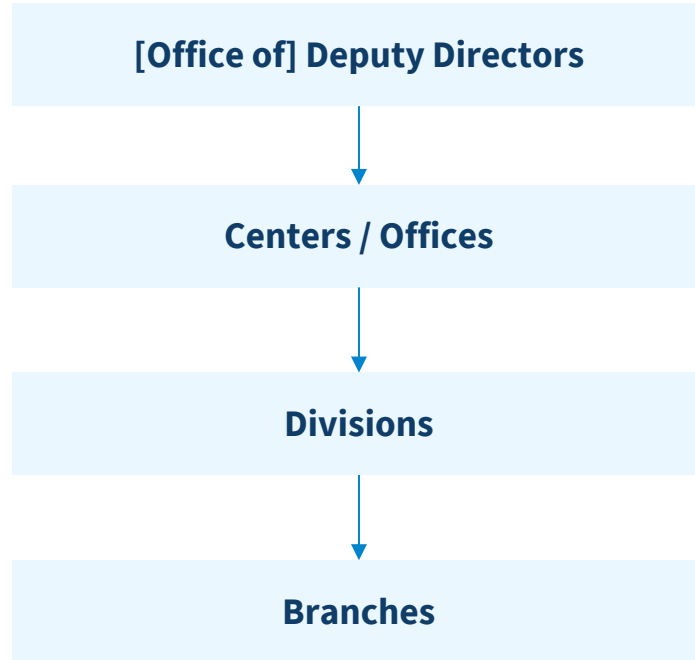 [Office of] Deputy Directors
Centers / Offices
Divisions
Branches